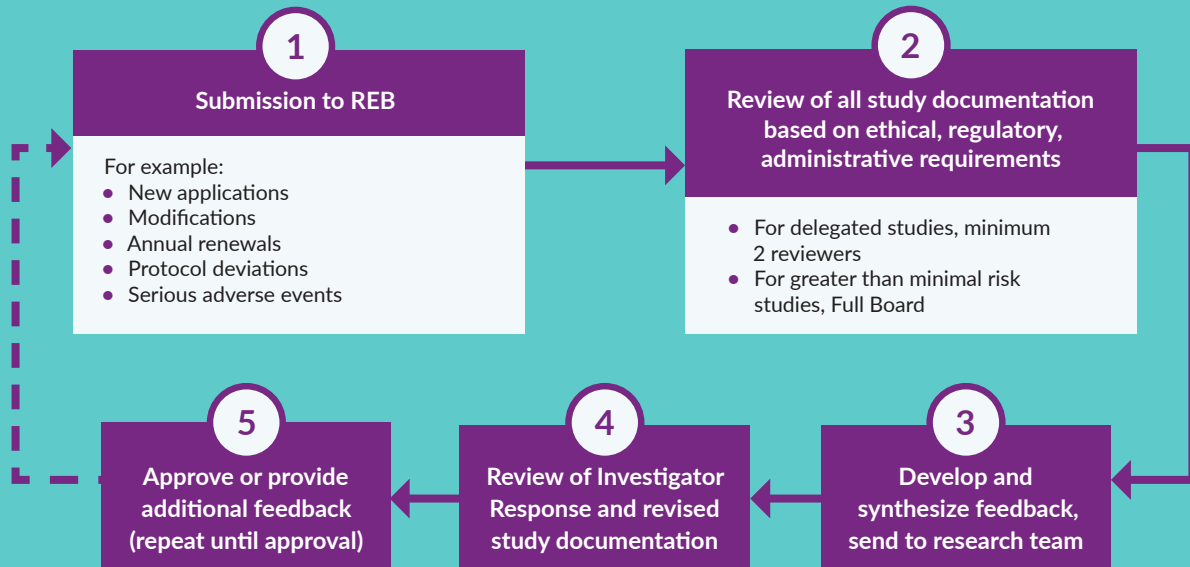 1
Submission to REB
For example:
• New applications
• Modifications
• Annual renewals
• Protocol deviations
• Serious adverse events
2
Review of all study documentation
based on ethical, regulatory,
administrative requirements
• For delegated studies, minimum
2 reviewers
• For greater than minimal risk
studies, Full Board
3
Develop and
synthesize feedback,
send to research team
4
Review of Investigator
Response and revised
study documentation
5
Approve or provide
additional feedback
(repeat until approval)